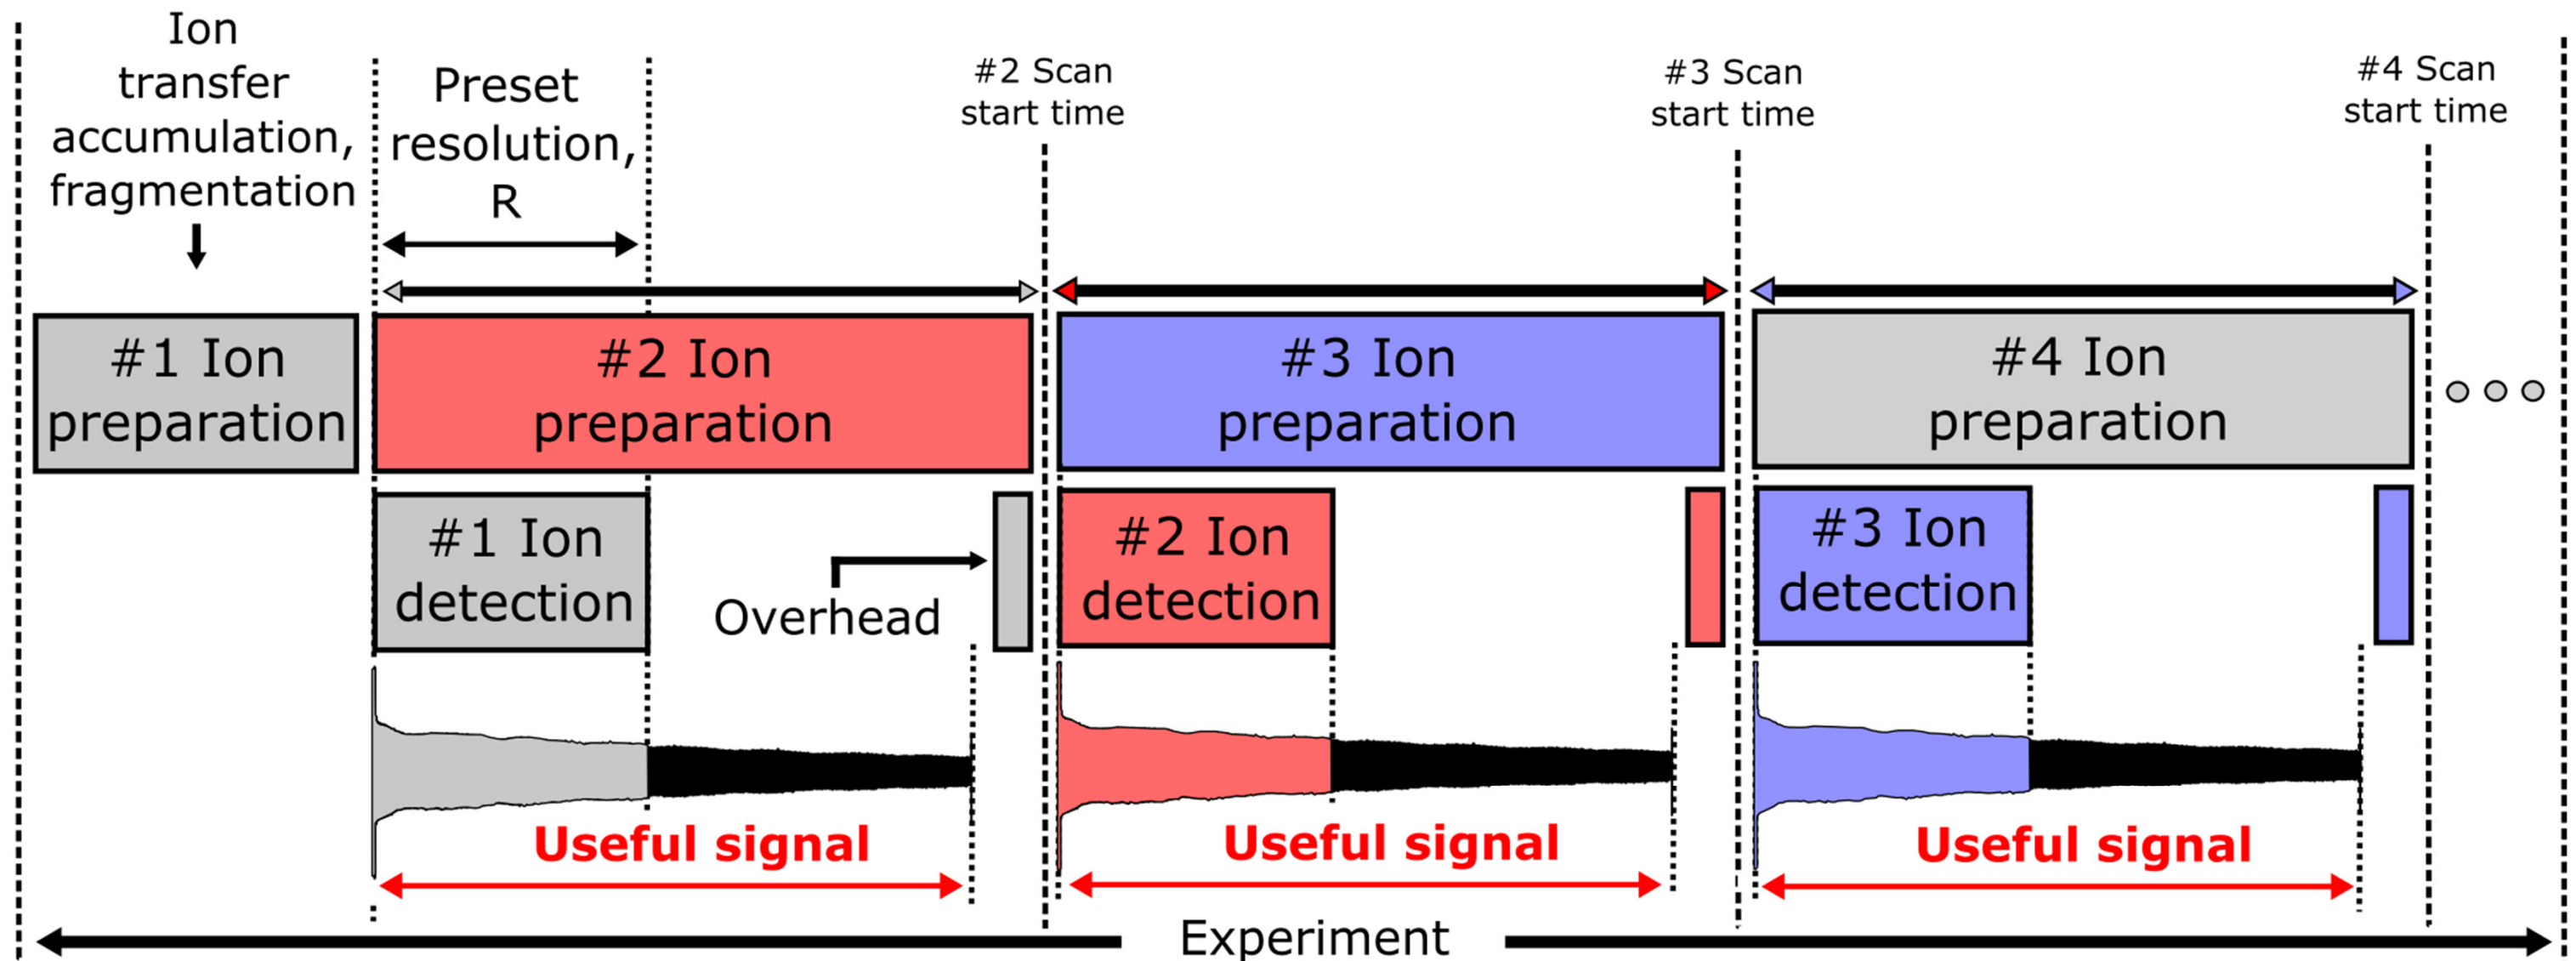 Ion
transfer
accumulation,
fragmentation
Preset
resolution,
R
#2 Scan
start time
#3 Scan
start time
#4 Scan
start time
#1 Ion
preparation
#2 Ion
preparation
#3 Ion
preparation
#4 Ion
preparation
#1 Ion
detection
Overhead
#2 Ion
detection
#3 Ion
detection
Useful signal
Useful signal
Useful signal
Experiment